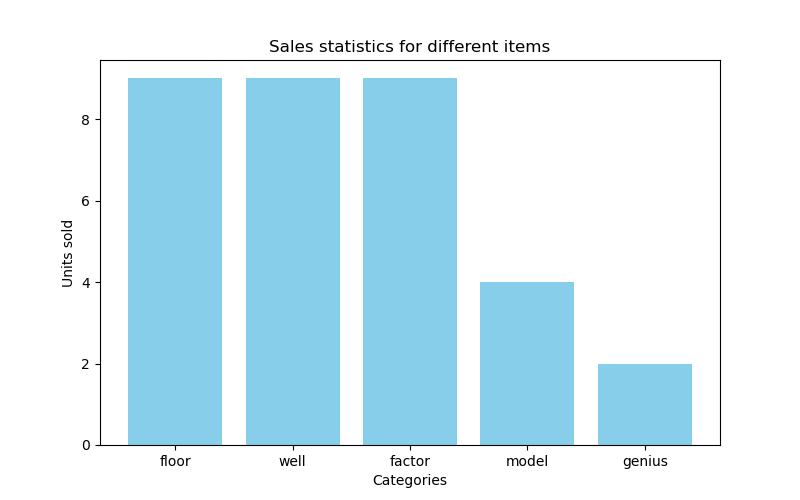 Sales statistics for different items
Units sold
8
6
4
2
0
floor well factor model genius
Categories